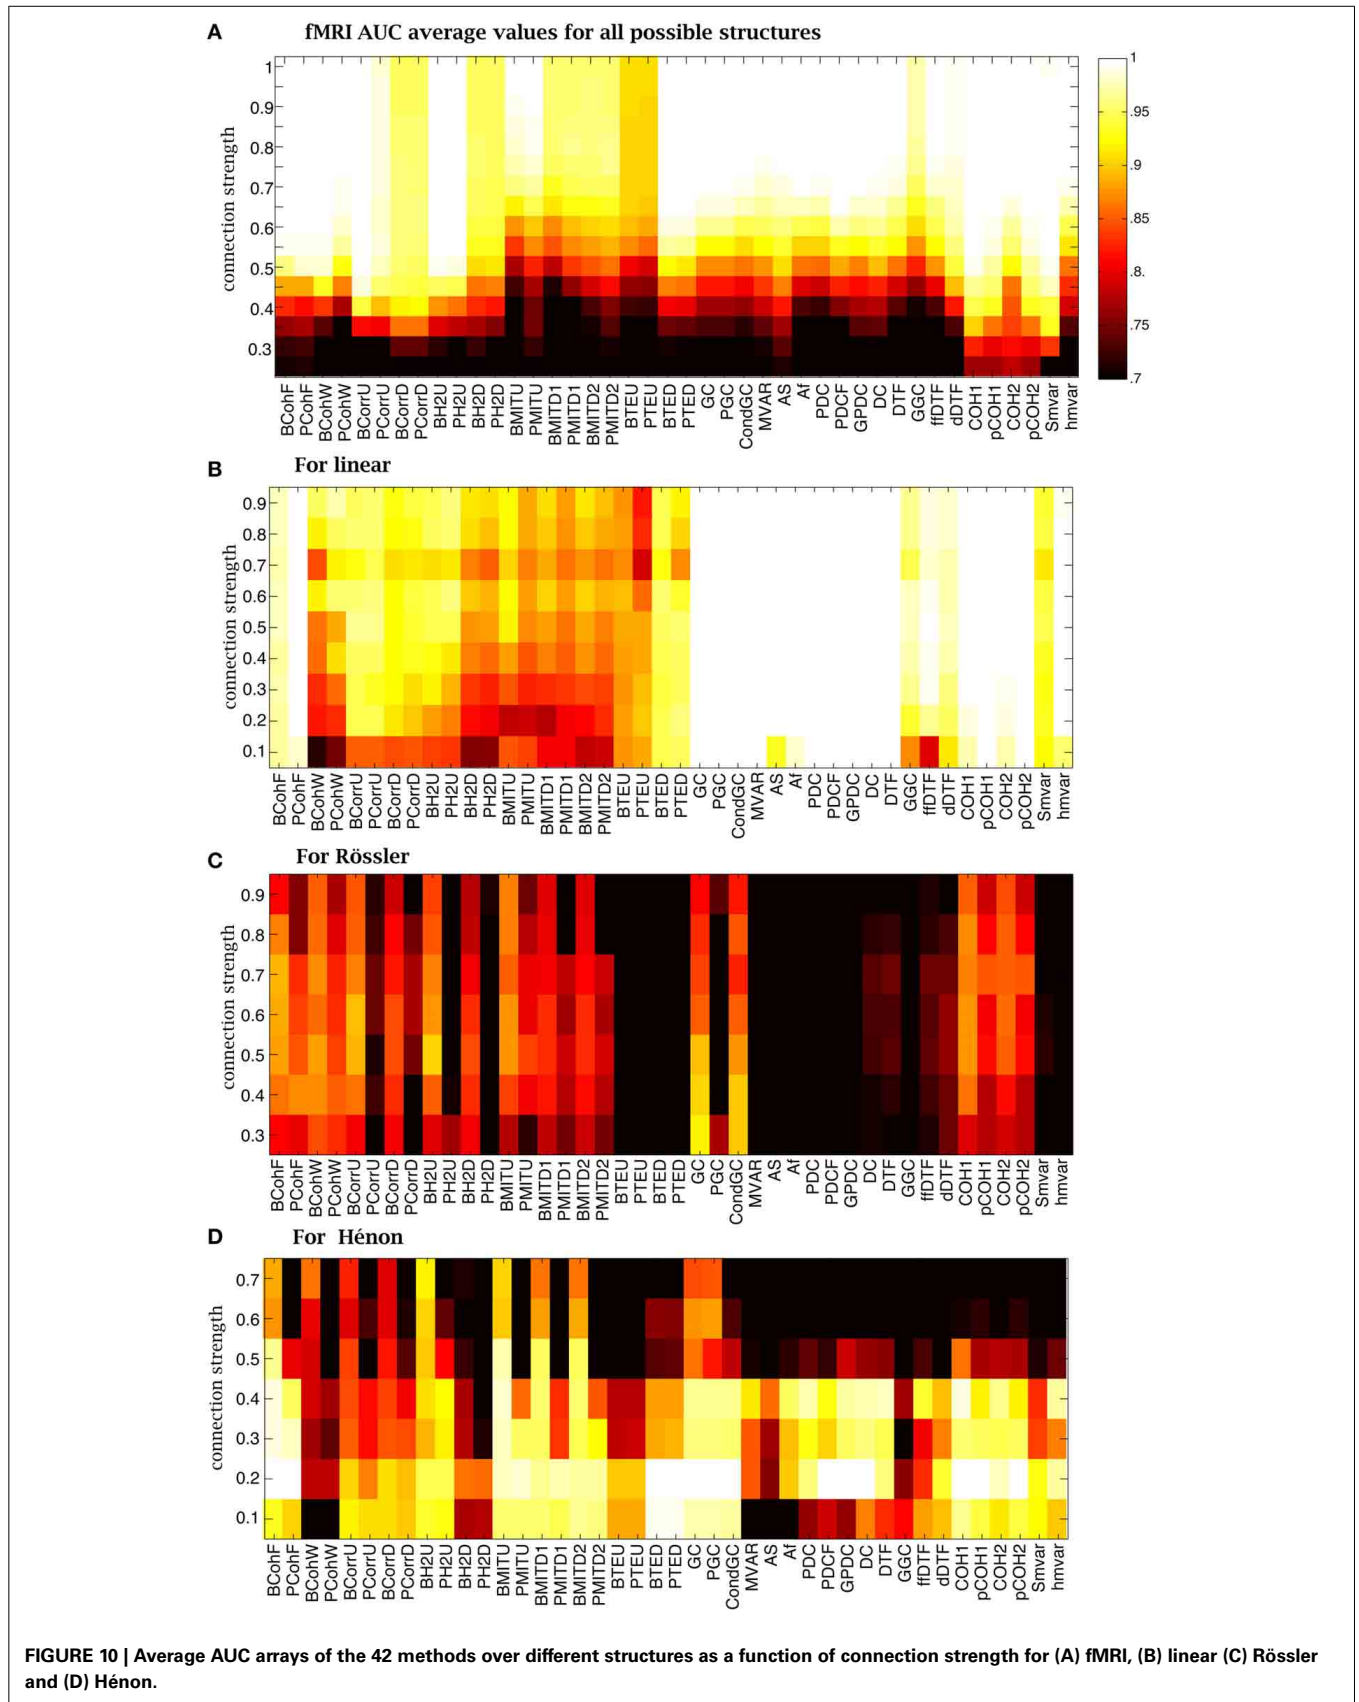 A
fMRI AUC average values for all possible structures
connection strength
1
0.9
0.8
0.7
0.6
0.5
0.4
0.3
1
.95
.9
.85
.8
.75
.7
BCohF PCohF BCohW PCohW BCorrU PCorrU BCorrD PCorrD BH2U PH2U BH2D PH2D BMITU PMITU BMITD1 PMITD1 BMITD2 PMITD2 BTEU PTEU BTED PTED GC PGC CondGC MVAR AS Af PDC PDCF GPDC DC DTF GGC ffDTF dDTF COH1 pCOH1 COH2 pCOH2 Smvar hmvar
B
For linear
connection strength
0.9
0.8
0.7
0.6
0.5
0.4
0.3
0.2
0.1
BCohF PCohF BCohW PCohW BCorrU PCorrU BCorrD PCorrD BH2U PH2U BH2D PH2D BMITU PMITU BMITD1 PMITD1 BMITD2 PMITD2 BTEU PTEU BTED PTED GC PGC CondGC MVAR AS Af PDC PDCF GPDC DC DTF GGC ffDTF dDTF COH1 pCOH1 COH2 pCOH2 Smvar hmvar
C
For Rössler
connection strength
0.9
0.8
0.7
0.6
0.5
0.4
0.3
BCohF PCohF BCohW PCohW BCorrU PCorrU BCorrD PCorrD BH2U PH2U BH2D PH2D BMITU PMITU BMITD1 PMITD1 BMITD2 PMITD2 BTEU PTEU BTED PTED GC PGC CondGC MVAR AS Af PDC PDCF GPDC DC DTF GGC ffDTF dDTF COH1 pCOH1 COH2 pCOH2 Smvar hmvar
D
For Hénon
connection strength
0.7
0.6
0.5
0.4
0.3
0.2
0.1
BCohF PCohF BCohW PCohW BCorrU PCorrU BCorrD PCorrD BH2U PH2U BH2D PH2D BMITU PMITU BMITD1 PMITD1 BMITD2 PMITD2 BTEU PTEU BTED PTED GC PGC CondGC MVAR AS Af PDC PDCF GPDC DC DTF GGC ffDTF dDTF COH1 pCOH1 COH2 pCOH2 Smvar hmvar
FIGURE 10 | Average AUC arrays of the 42 methods over different structures as a function of connection strength for (A) fMRI, (B) linear (C) Rössler
and (D) Hénon.